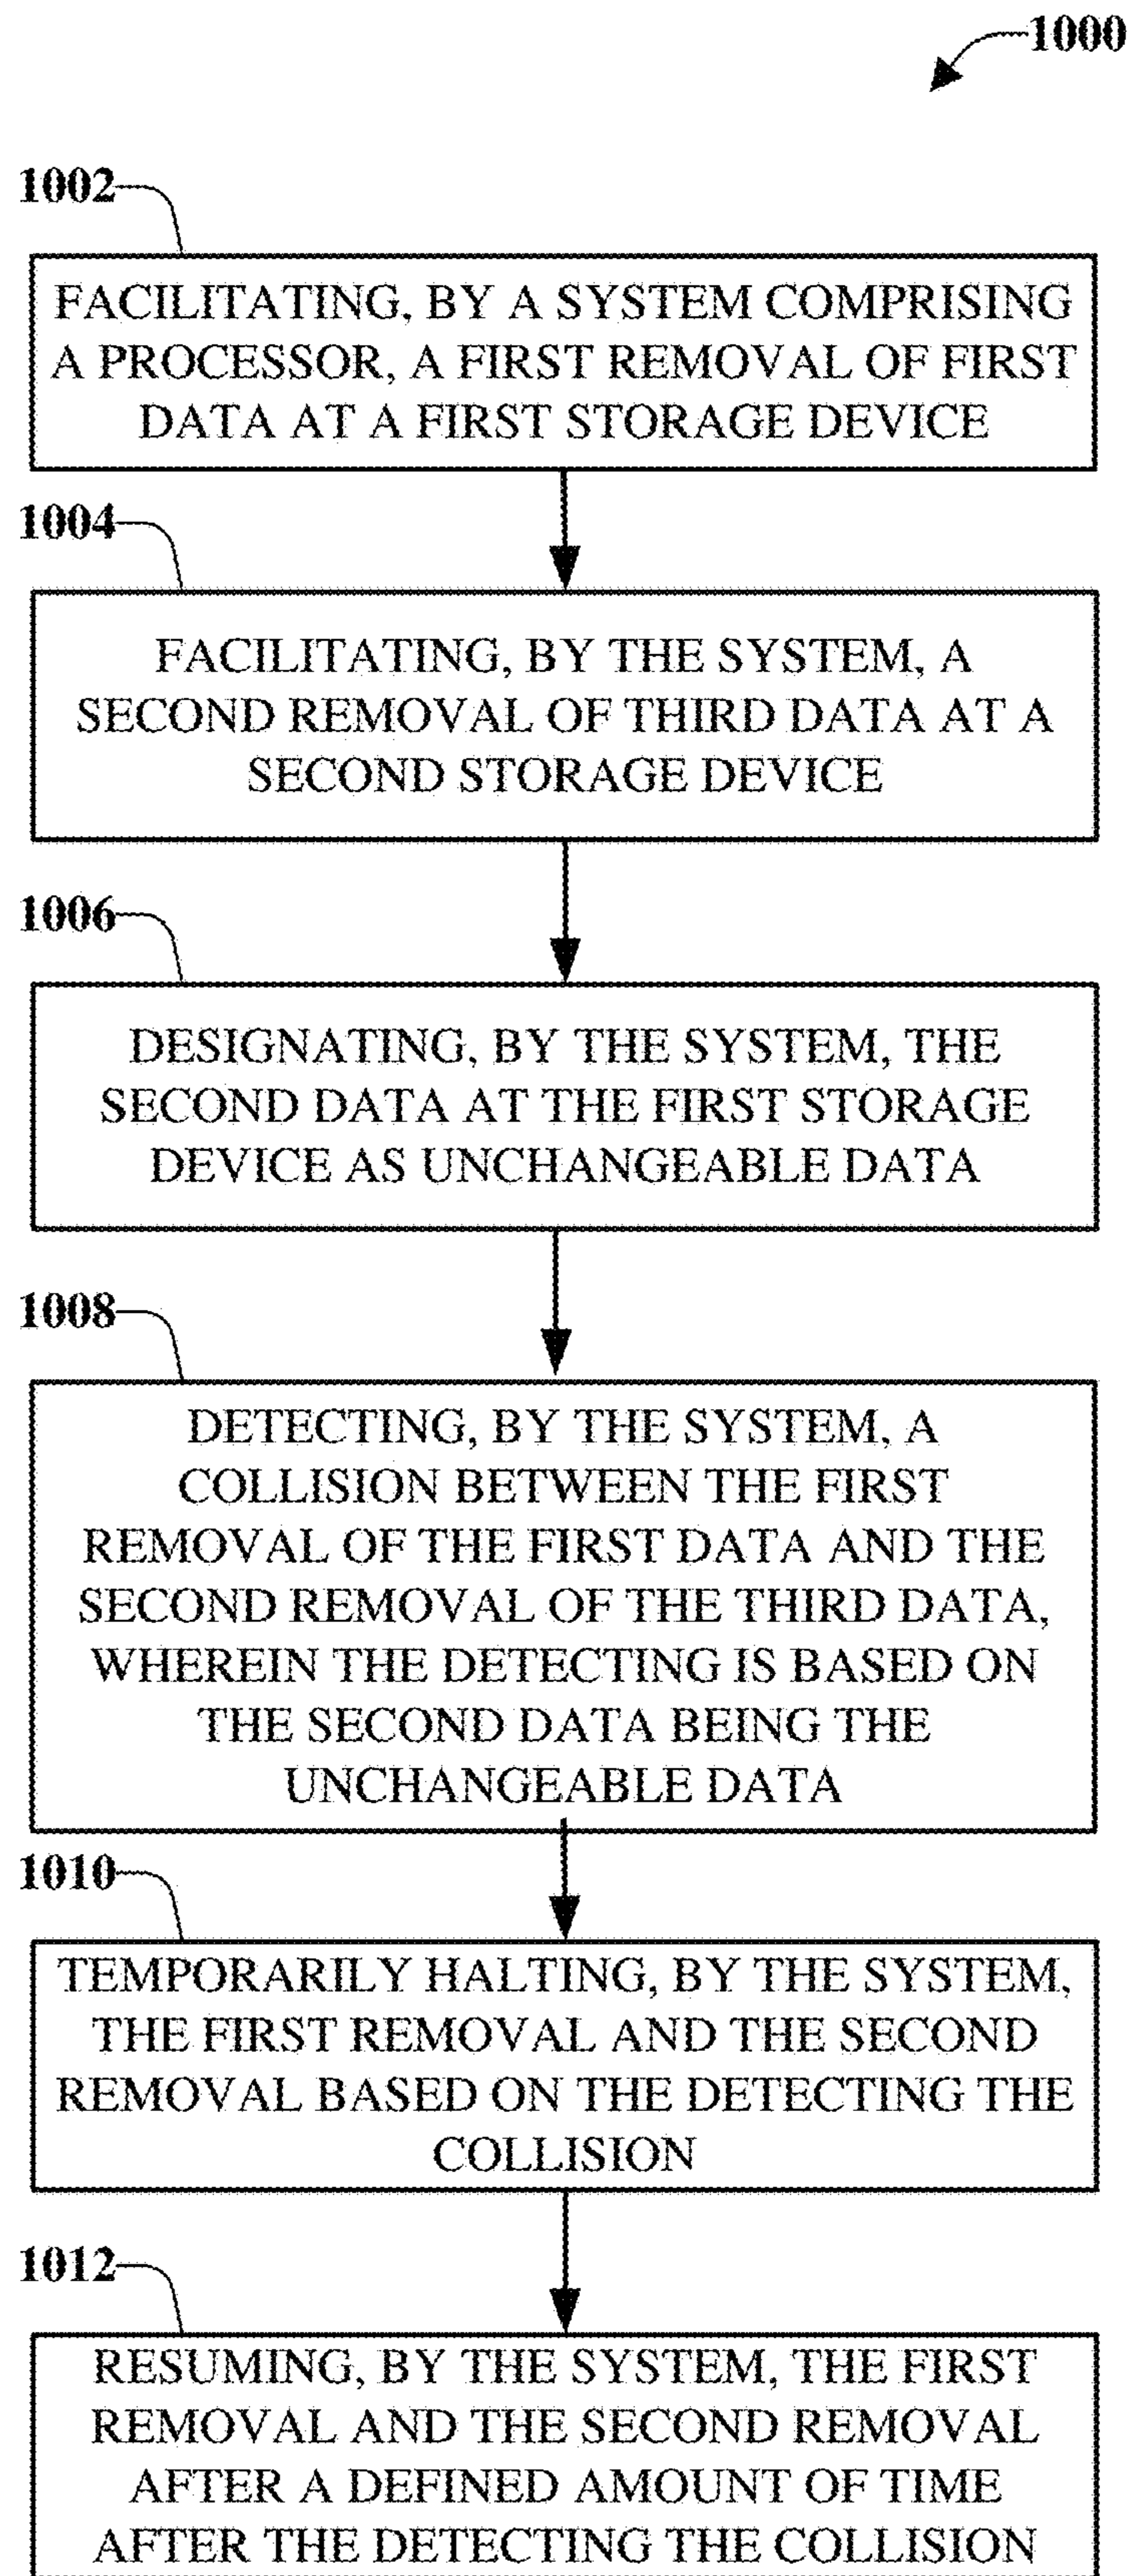 1000
1002
FACILITATING, BY A SYSTEM COMPRISING
A PROCESSOR, A FIRST REMOVAL OF FIRST
DATA AT A FIRST STORAGE DEVICE
1004
FACILITATING, BY THE SYSTEM, A
SECOND REMOVAL OF THIRD DATA AT A
SECOND STORAGE DEVICE
1006
DESIGNATING, BY THE SYSTEM, THE
SECOND DATA AT THE FIRST STORAGE
DEVICE AS UNCHANGEABLE DATA
1008
DETECTING, BY THE SYSTEM, A
COLLISION BETWEEN THE FIRST
REMOVAL OF THE FIRST DATA AND THE
SECOND REMOVAL OF THE THIRD DATA,
WHEREIN THE DETECTING IS BASED ON
THE SECOND DATA BEING THE
UNCHANGEABLE DATA
1010
TEMPORARILY HALTING, BY THE SYSTEM,
THE FIRST REMOVAL AND THE SECOND
REMOVAL BASED ON THE DETECTING THE
COLLISION
1012
RESUMING, BY THE SYSTEM, THE FIRST
REMOVAL AND THE SECOND REMOVAL
AFTER A DEFINED AMOUNT OF TIME
AFTER THE DETECTING THE COLLISION